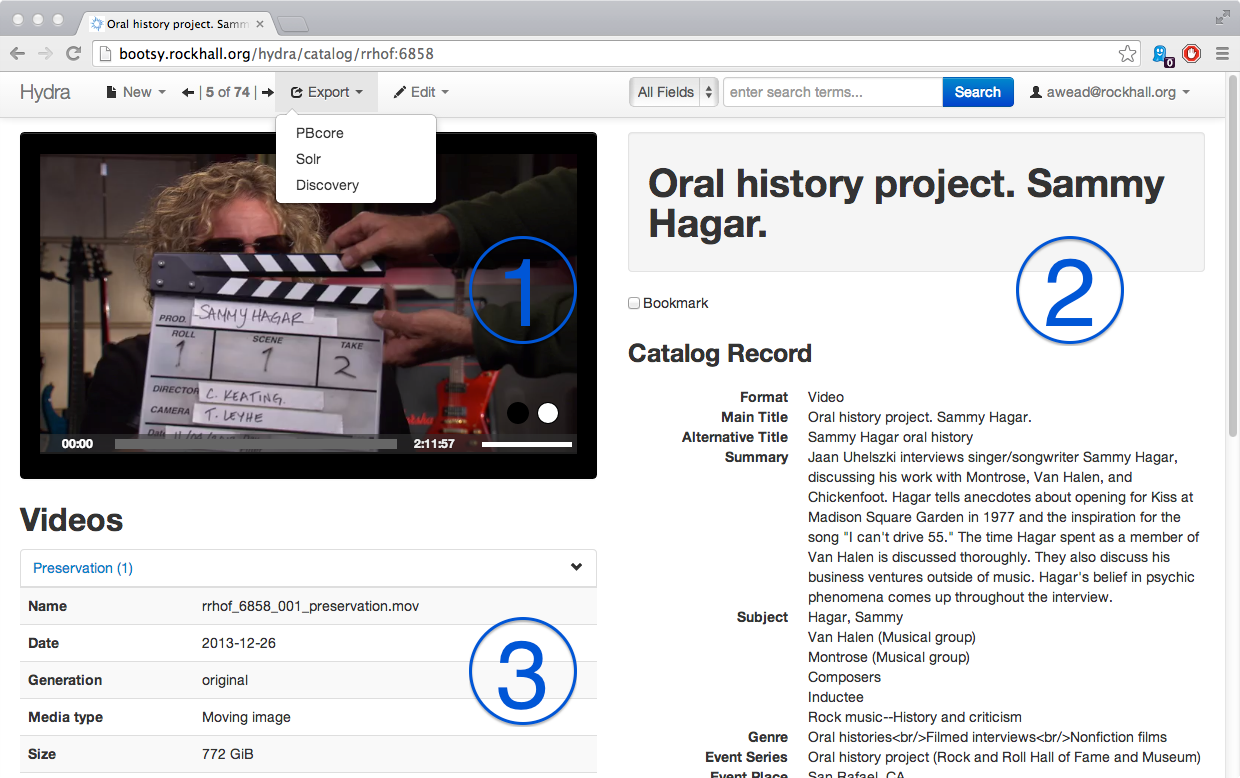 Oral history project. Samm
bootsy.rockhall.org/hydra/catalog/rrhof:6858
0
Hydra
New
| 5 of 74 |
Export
Edit
All Fields
enter search terms...
Search
awead@rockhall.org
PBcore
Solr
Discovery
PROD. SAMMY HAGAR
ROLL
SCENE
TAKE
1
1
2
DIRECTOR C. KEATING.
CAMERA T. LEYHE
Date
00:00
2:11:57
1
Oral history project. Sammy
Hagar.
2
Bookmark
Catalog Record
Format Video
Main Title Oral history project. Sammy Hagar.
Alternative Title Sammy Hagar oral history
Summary Jaan Uhelszki interviews singer/songwriter Sammy Hagar,
discussing his work with Montrose, Van Halen, and
Chickenfoot. Hagar tells anecdotes about opening for Kiss at
Madison Square Garden in 1977 and the inspiration for the
song "I can't drive 55." The time Hagar spent as a member of
Van Halen is discussed thoroughly. They also discuss his
business ventures outside of music. Hagar's belief in psychic
phenomena comes up throughout the interview.
Subject Hagar, Sammy
Van Halen (Musical group)
Montrose (Musical group)
Composers
Inductee
Rock music--History and criticism
Genre Oral histories<br/>Filmed interviews<br/>Nonfiction films
Event Series Oral history project (Rock and Roll Hall of Fame and Museum)
Event Place San Rafael, CA
Videos
Preservation (1)
Name rrhof_6858_001_preservation.mov
Date 2013-12-26
Generation original
Media type Moving image
Size 772 GiB
3